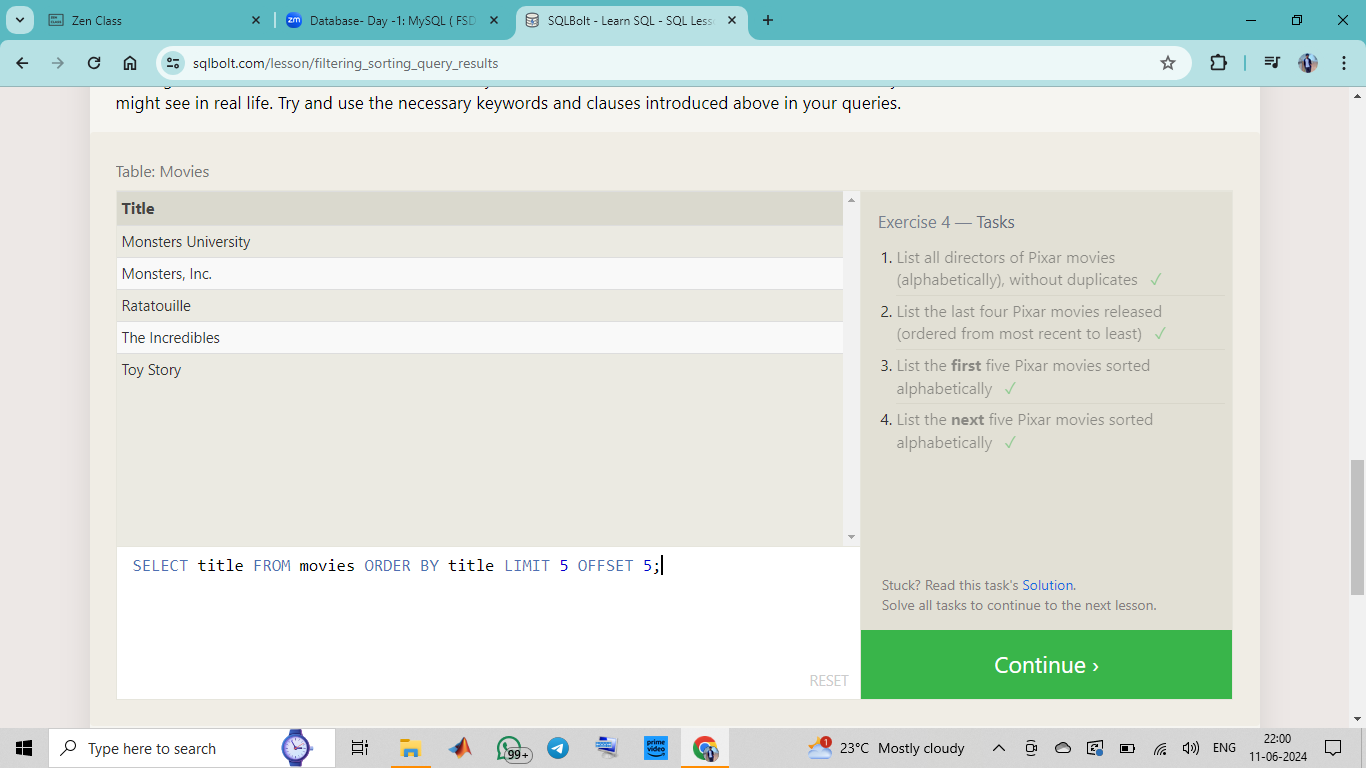 Zen Class
zm Database- Day -1: MySQL ( FSD
SQLBolt - Learn SQL - SQL Less
sqlbolt.com/lesson/filtering_sorting_query_results
might see in real life. Try and use the necessary keywords and clauses introduced above in your queries.
Table: Movies
Title
Monsters University
Monsters, Inc.
Ratatouille
The Incredibles
Toy Story
SELECT title FROM movies ORDER BY title LIMIT 5 OFFSET 5;
RESET
Exercise 4 — Tasks
1. List all directors of Pixar movies
(alphabetically), without duplicates ✓
2. List the last four Pixar movies released
(ordered from most recent to least) ✓
3. List the first five Pixar movies sorted
alphabetically ✓
4. List the next five Pixar movies sorted
alphabetically ✓
Stuck? Read this task's Solution.
Solve all tasks to continue to the next lesson.
Continue ›
Type here to search
99+
prime
video
1
23°C Mostly cloudy
ENG
22:00
11-06-2024